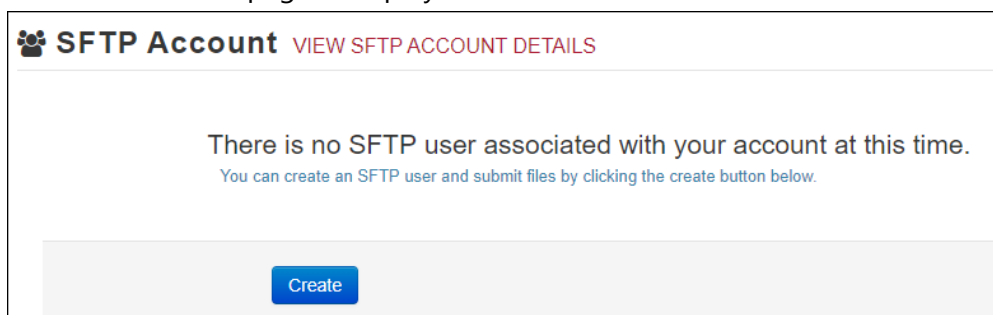 SFTP Account VIEW SFTP ACCOUNT DETAILS
There is no SFTP user associated with your account at this time.
You can create an SFTP user and submit files by clicking the create button below.
Create